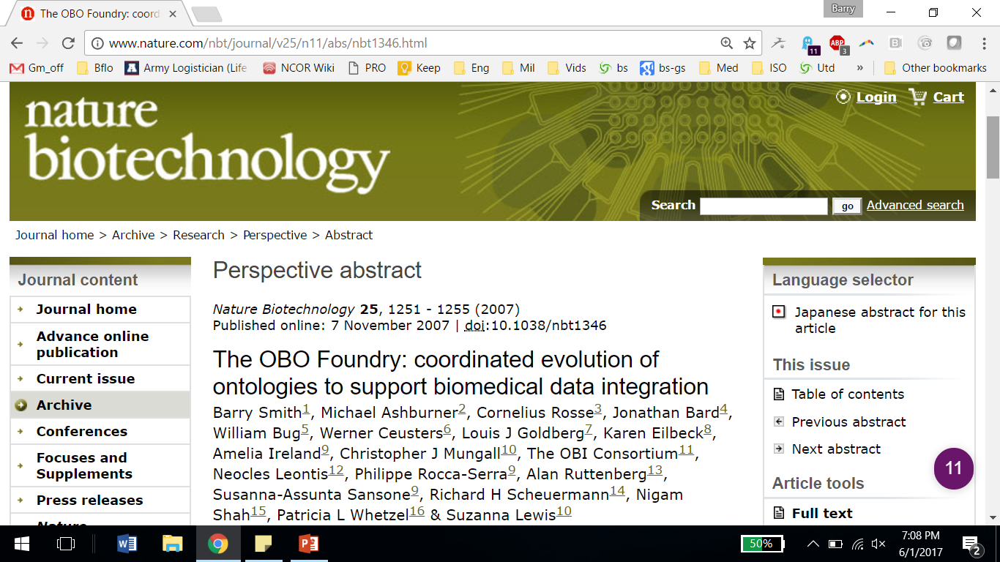 The OBO Foundry: coord
Barry
www.nature.com/nbt/journal/v25/n11/abs/nbt1346.html
11
ABP
3
Gm_off
Bflo
Army Logistician (Life
NCOR Wiki
PRO
Keep
Eng
Mil
Vids
bs
bs-gs
Med
ISO
Utd
»
Other bookmarks
nature
biotechnology
Login
Cart
Search
go
Advanced search
Journal home > Archive > Research > Perspective > Abstract
Journal content
Journal home
Advance online
publication
Current issue
Archive
Conferences
Focuses and
Supplements
Press releases
Perspective abstract
Nature Biotechnology 25, 1251 - 1255 (2007)
Published online: 7 November 2007 | doi:10.1038/nbt1346
The OBO Foundry: coordinated evolution of
ontologies to support biomedical data integration
Barry Smith1, Michael Ashburner2, Cornelius Rosse3, Jonathan Bard4,
William Bug5, Werner Ceusters6, Louis J Goldberg7, Karen Eilbeck8,
Amelia Ireland9, Christopher J Mungall10, The OBI Consortium11,
Neocles Leontis12, Philippe Rocca-Serra9, Alan Ruttenberg13,
Susanna-Assunta Sansone9, Richard H Scheuermann14, Nigam
Shah15, Patricia L Whetzel16 & Suzanna Lewis10
Language selector
Japanese abstract for this
article
This issue
Table of contents
Previous abstract
Next abstract
11
Article tools
Full text
50%
7:08 PM
6/1/2017
2